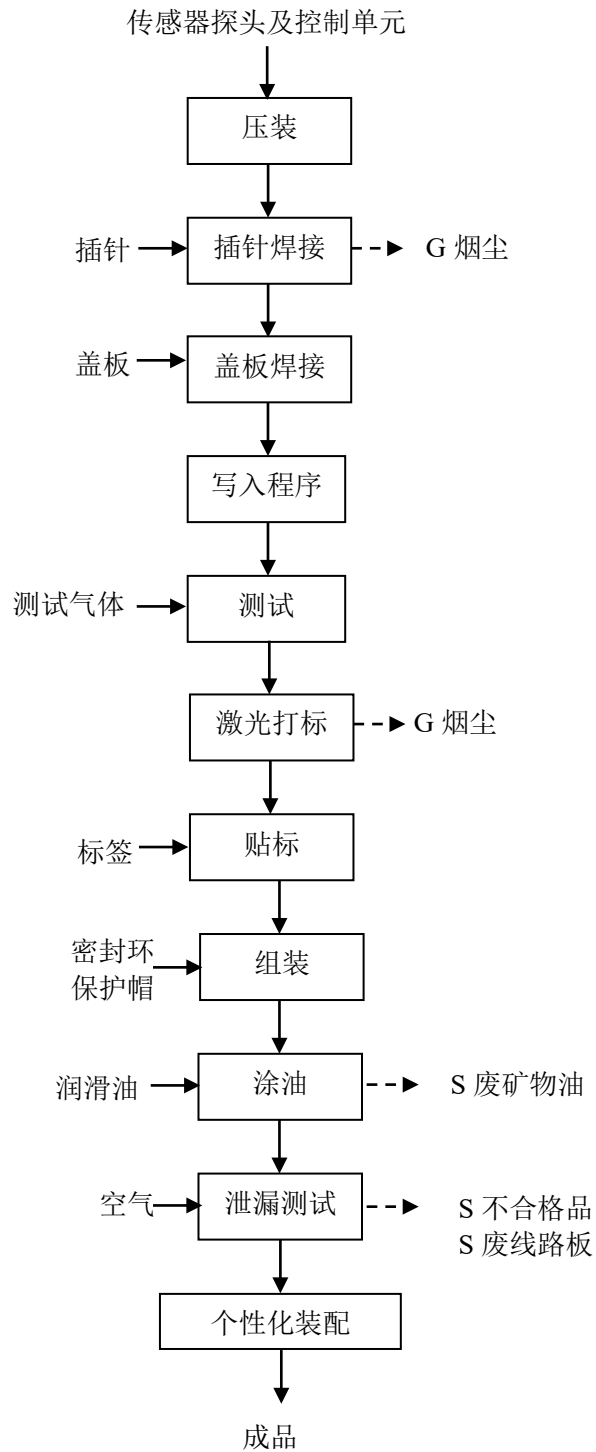 传感器探头及控制单元
压装
插针
插针焊接
G 烟尘
盖板
盖板焊接
写入程序
测试气体
测试
激光打标
G 烟尘
标签
贴标
密封环
保护帽
组装
润滑油
涂油
S 废矿物油
空气
泄漏测试
S 不合格品
S 废线路板
个性化装配
成品